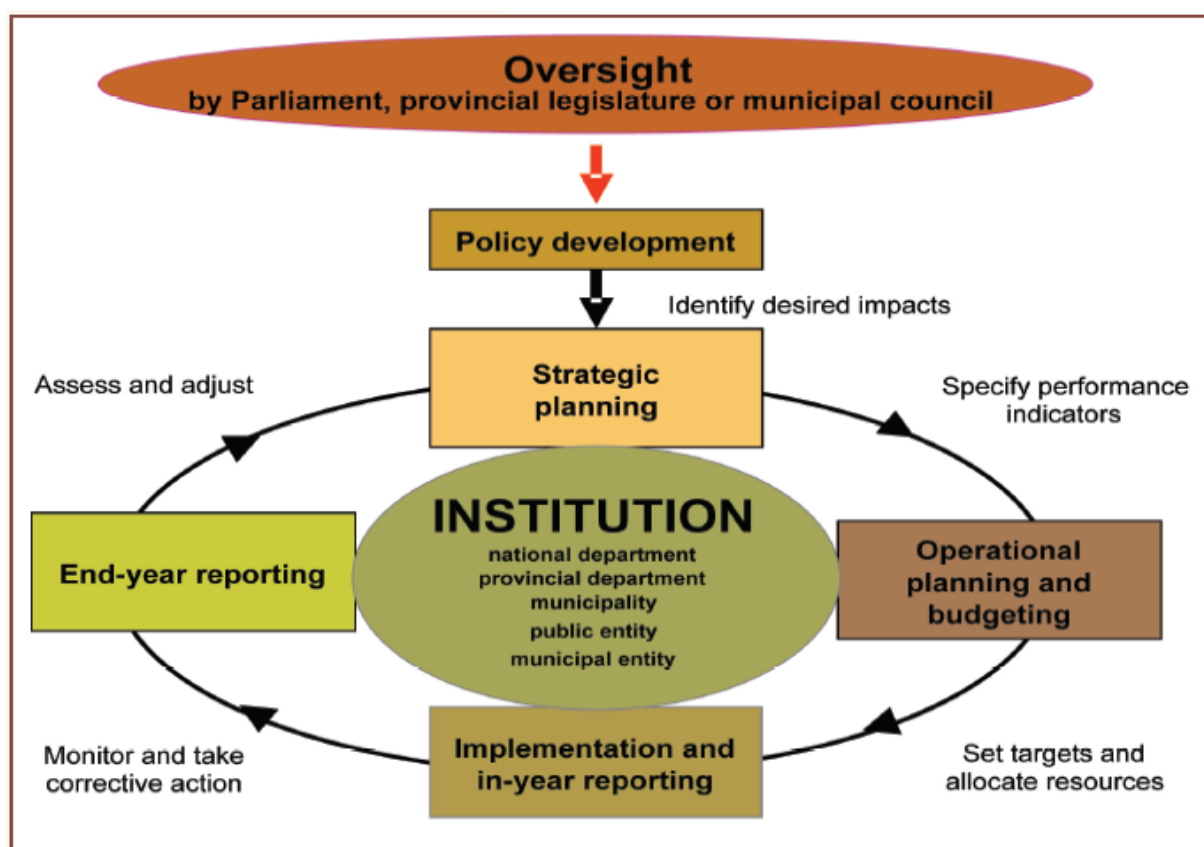 Oversight
by Parliament, provincial legislature or municipal council
Policy development
Identify desired impacts
Strategic
planning
Assess and adjust
Specify performance
indicators
INSTITUTION
national department
provincial department
municipality
public entity
municipal entity
End-year reporting
Operational
planning and
budgeting
Implementation and
in-year reporting
Monitor and take
corrective action
Set targets and
allocate resources